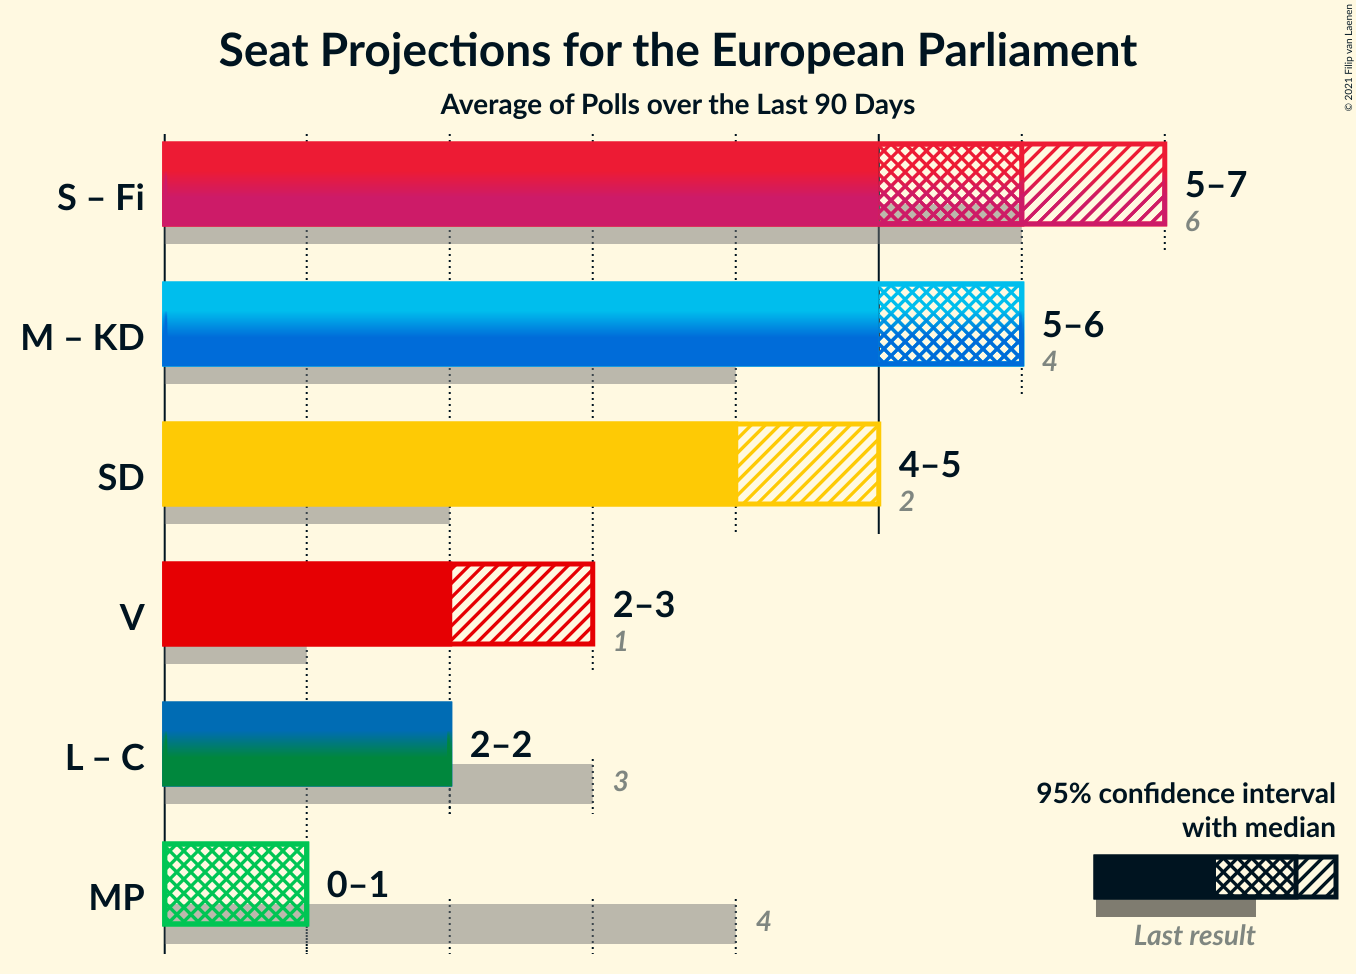 Seat Projections for the European Parliament
Average of Polls over the Last 90 Days
© 2021 Filip van Laenen
S – Fi
5–7
6
M – KD
5–6
4
SD
4–5
2
V
2–3
1
L – C
2–2
3
MP
0–1
4
95% confidence interval
with median
Last result